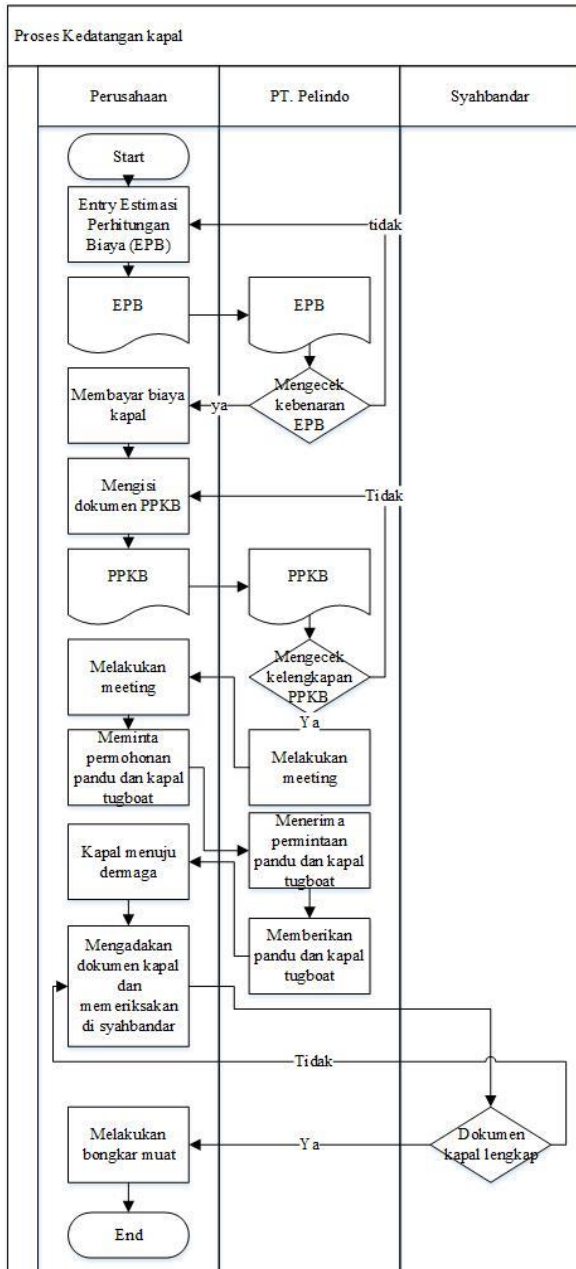 Proses Kedatangan kapal
Perusahaan
PT. Pelindo
Syahbandar
Start
Entry Estimasi
Perhitungan
Biaya (EPB)
tidak
EPB
EPB
Membayar biaya
kapal
ya
Mengecek
kebenaran
EPB
Mengisi
dokumen PPKB
Tidak
PPKB
PPKB
Melakukan
meeting
Mengecek
kelengkapan
PPKB
Ya
Meminta
permohonan
pandu dan kapal
tugboat
Melakukan
meeting
Menerima
permintaan
pandu dan kapal
tugboat
Kapal menuju
dermaga
Memberikan
pandu dan kapal
tugboat
Mengadakan
dokumen kapal
dan
memeriksakan
di syahbandar
Tidak
Melakukan
bongkar muat
Ya
Dokumen
kapal lengkap
End